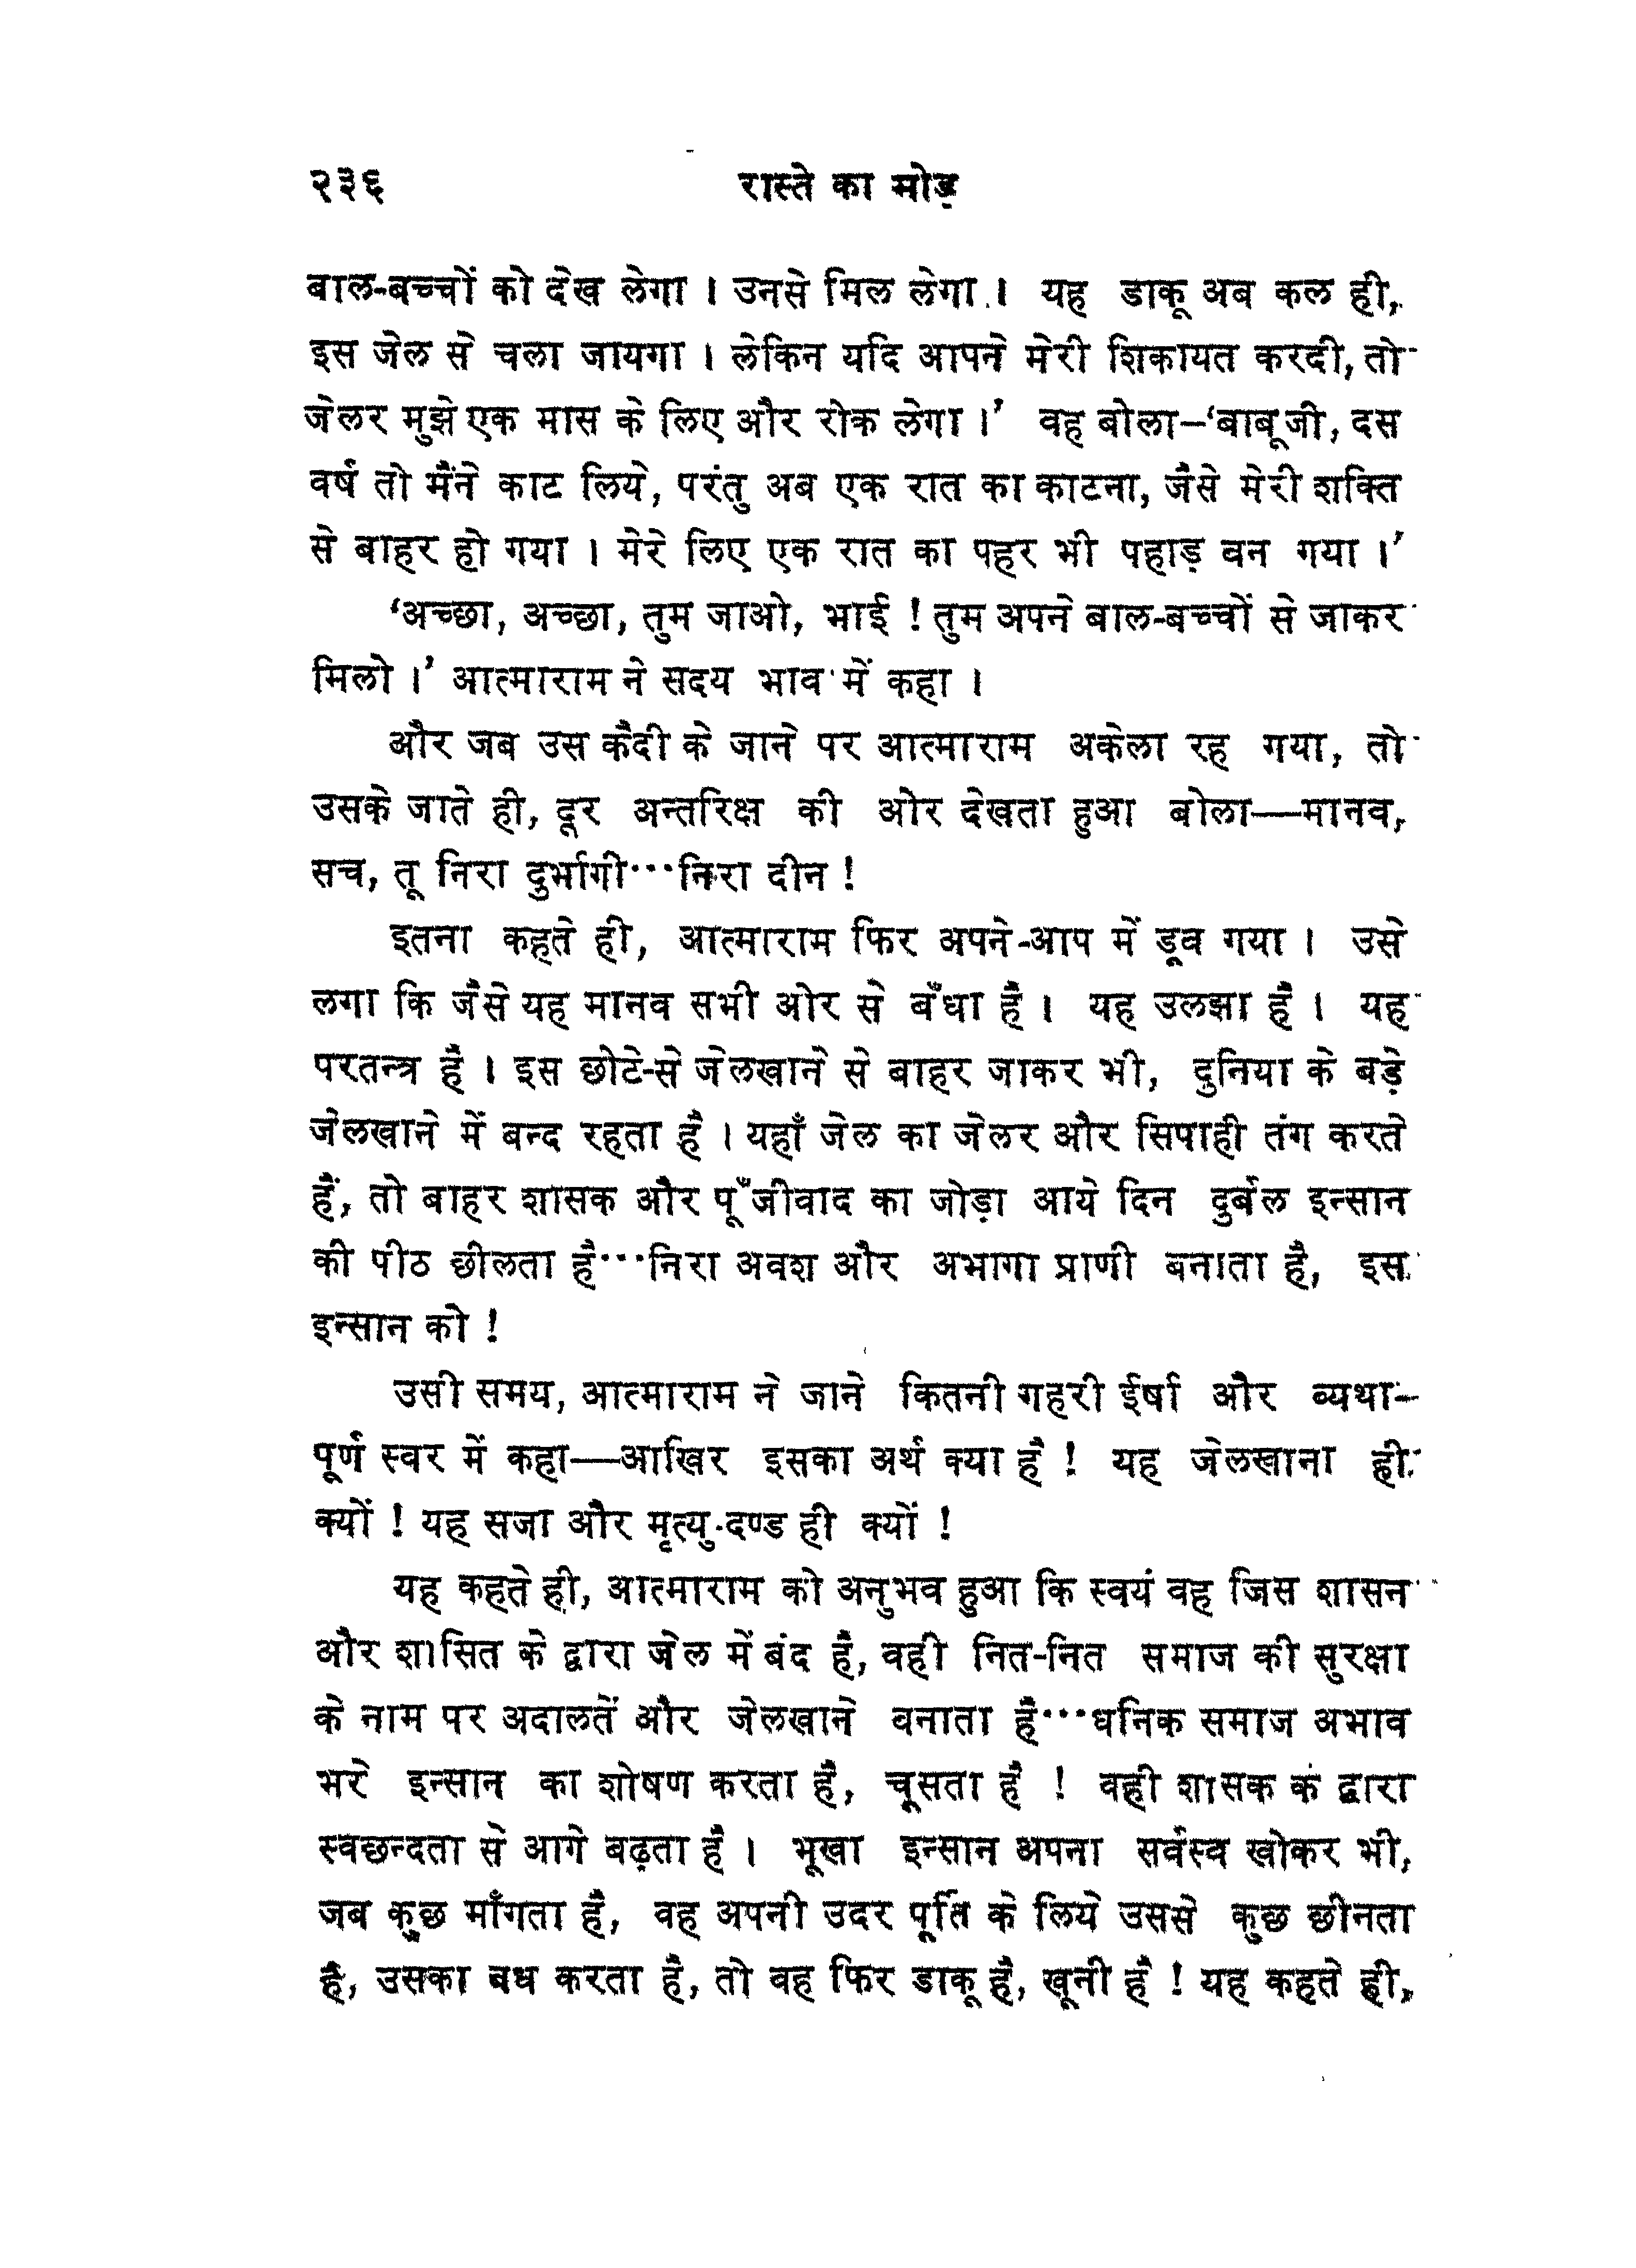 २३६ रास्ते का मोड़
बाल-बच्चों को देख लेगा । उनसे मिल लेगा । यह डाकू अब कल ही,
इस जेल से चला जायगा । लेकिन यदि आपने मेरी शिकायत करदी, तो
जेलर मुझे एक मास के लिए और रोक लेगा ।’ वह बोला–‘बाबूजी, दस
वर्ष तो मैंने काट लिये, परंतु अब एक रात का काटना, जैसे मेरी शक्ति
से बाहर हो गया । मेरे लिए एक रात का पहर भी पहाड़ वन गया ।’
‘अच्छा, अच्छा, तुम जाओ, भाई ! तुम अपने बाल-बच्चों से जाकर
मिलो ।’ आत्माराम ने सदय भाव में कहा ।
और जब उस कैदी के जाने पर आत्माराम अकेला रह गया, तो
उसके जाते ही, दूर अन्तरिक्ष की ओर देखता हुआ बोला—मानव,
सच, तू निरा दुर्भागी···निरा दीन !
इतना कहते ही, आत्माराम फिर अपने-आप में डूव गया । उसे
लगा कि जैसे यह मानव सभी ओर से बँधा है । यह उलझा है । यह
परतन्त्र है । इस छोटे-से जेलखाने से बाहर जाकर भी, दुनिया के बड़े
जेलखाने में बन्द रहता है । यहाँ जेल का जेलर और सिपाही तंग करते
हैं, तो बाहर शासक और पूँजीवाद का जोड़ा आये दिन दुर्बल इन्सान
की पीठ छीलता है···निरा अवश और अभागा प्राणी बनाता है, इस
इन्सान को !
उसी समय, आत्माराम ने जाने कितनी गहरी ईर्षा और व्यथा-
पूर्ण स्वर में कहा—आखिर इसका अर्थ क्या है ! यह जेलखाना ही
क्यों ! यह सजा और मृत्यु-दण्ड ही क्यों !
यह कहते ही, आत्माराम को अनुभव हुआ कि स्वयं वह जिस शासन
और शासित के द्वारा जेल में बंद है, वही नित-नित समाज की सुरक्षा
के नाम पर अदालतें और जेलखाने वनाता है···धनिक समाज अभाव
भरे इन्सान का शोषण करता है, चूसता है ! वही शासक के द्वारा
स्वछन्दता से आगे बढ़ता है । भूखा इन्सान अपना सर्वस्व खोकर भी,
जब कुछ माँगता है, वह अपनी उदर पूर्ति के लिये उससे कुछ छीनता
है, उसका बध करता है, तो वह फिर डाकू है, खूनी है ! यह कहते ही,